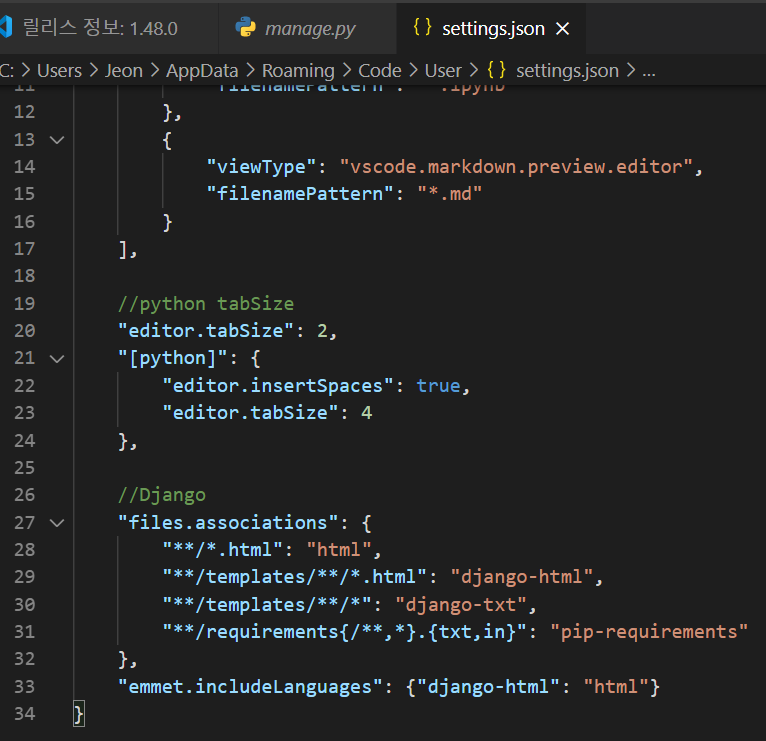 릴리스 정보: 1.48.0 manage.py {} settings.json ×
C: > Users > Jeon > AppData > Roaming > Code > User > {} settings.json > ...
11 "filenamePattern": "*.ipynb"
12 },
13 {
14 "viewType": "vscode.markdown.preview.editor",
15 "filenamePattern": "*.md"
16 }
17 ],
18
19 //python tabSize
20 "editor.tabSize": 2,
21 "[python]": {
22 "editor.insertSpaces": true,
23 "editor.tabSize": 4
24 },
25
26 //Django
27 "files.associations": {
28 "**/*.html": "html",
29 "**/templates/**/*.html": "django-html",
30 "**/templates/**/*": "django-txt",
31 "**/requirements{/**,*}.{txt,in}": "pip-requirements"
32 },
33 "emmet.includeLanguages": {"django-html": "html"}
34 }